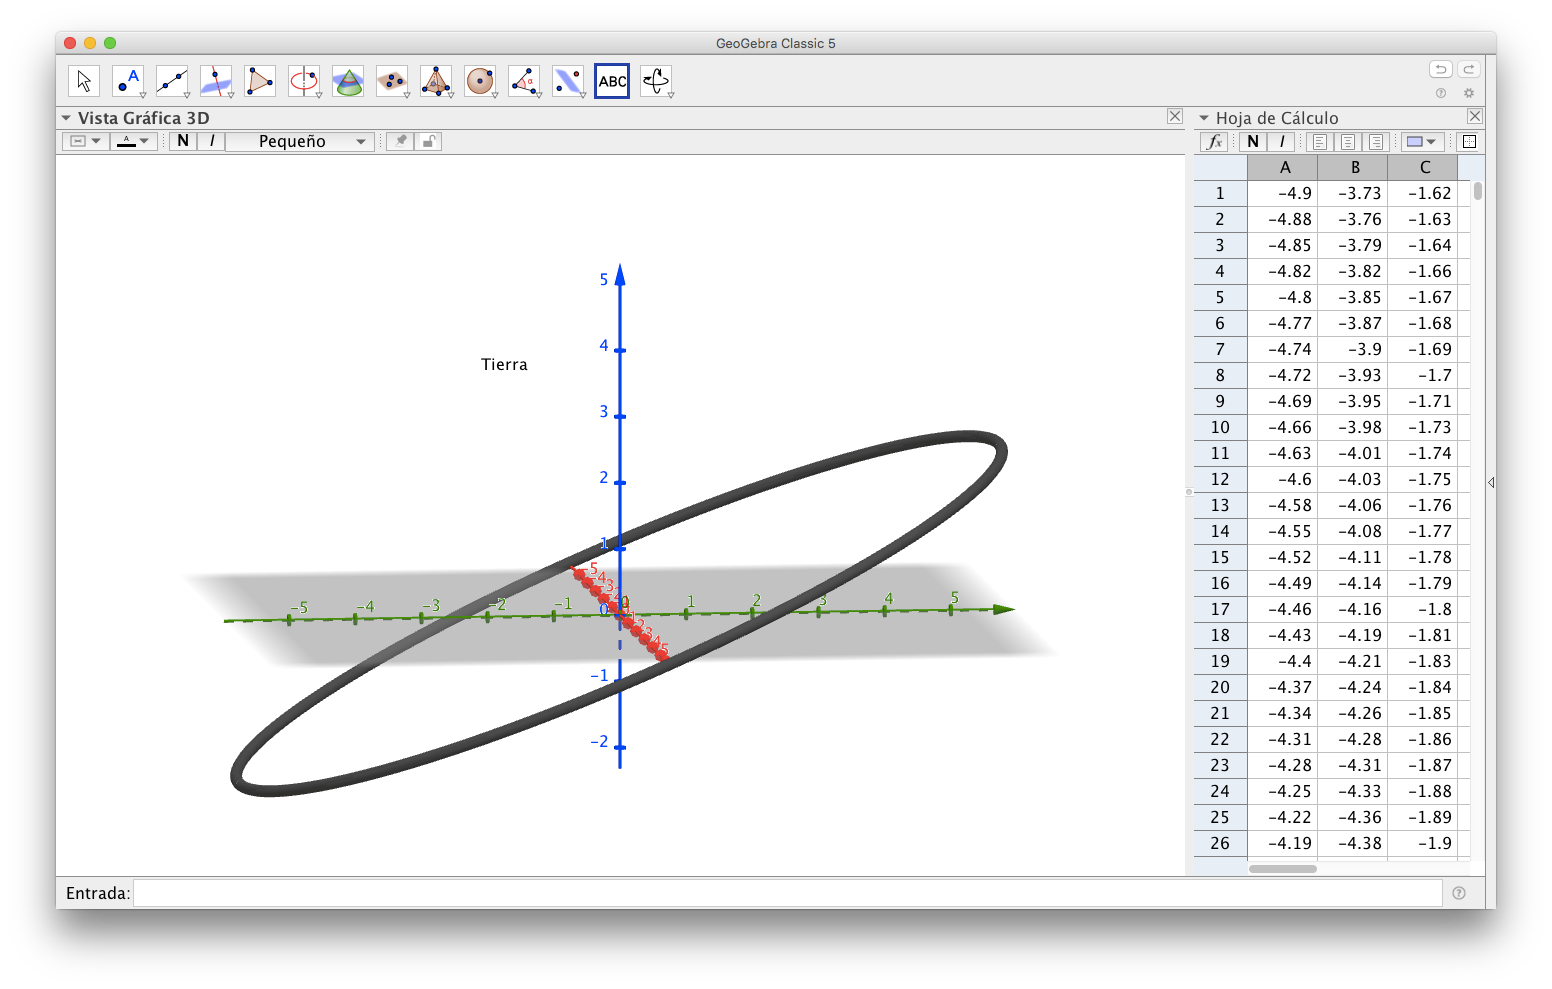 GeoGebra Classic 5
A
α
ABC
Vista Gráfica 3D
Hoja de Cálculo
A
N I Pequeño
fx N I
A B C
1 −4.9 −3.73 −1.62
2 −4.88 −3.76 −1.63
3 −4.85 −3.79 −1.64
4 −4.82 −3.82 −1.66
5 −4.8 −3.85 −1.67
6 −4.77 −3.87 −1.68
7 −4.74 −3.9 −1.69
8 −4.72 −3.93 −1.7
9 −4.69 −3.95 −1.71
10 −4.66 −3.98 −1.73
11 −4.63 −4.01 −1.74
12 −4.6 −4.03 −1.75
13 −4.58 −4.06 −1.76
14 −4.55 −4.08 −1.77
15 −4.52 −4.11 −1.78
16 −4.49 −4.14 −1.79
17 −4.46 −4.16 −1.8
18 −4.43 −4.19 −1.81
19 −4.4 −4.21 −1.83
20 −4.37 −4.24 −1.84
21 −4.34 −4.26 −1.85
22 −4.31 −4.28 −1.86
23 −4.28 −4.31 −1.87
24 −4.25 −4.33 −1.88
25 −4.22 −4.36 −1.89
26 −4.19 −4.38 −1.9
5
4
Tierra
3
2
1
−5 −4 −3 −2 −1 0 1 2 3 4 5
−5
−4
−3
2
3
4
5
−1
−2
Entrada: